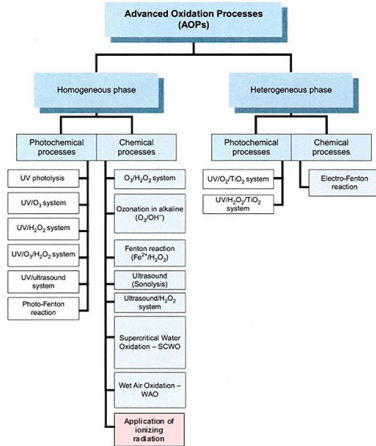 Advanced Oxidation Processes
(AOPs)
Homogeneous phase
Heterogeneous phase
Photochemical
processes
Chemical
processes
Photochemical
processes
Chemical
processes
UV photolysis
UV/O₃ system
UV/H₂O₂ system
UV/O₃/H₂O₂ system
UV/ultrasound
system
Photo-Fenton
reaction
O₃/H₂O₂ system
Ozonation in alkaline
(O₃/OH⁻)
Fenton reaction
(Fe²⁺/H₂O₂)
Ultrasound
(Sonolysis)
Ultrasound/H₂O₂
system
Supercritical Water
Oxidation – SCWO
Wet Air Oxidation –
WAO
Application of
ionizing
radiation
UV/O₂/TiO₂ system
UV/H₂O₂/TiO₂
system
Electro-Fenton
reaction